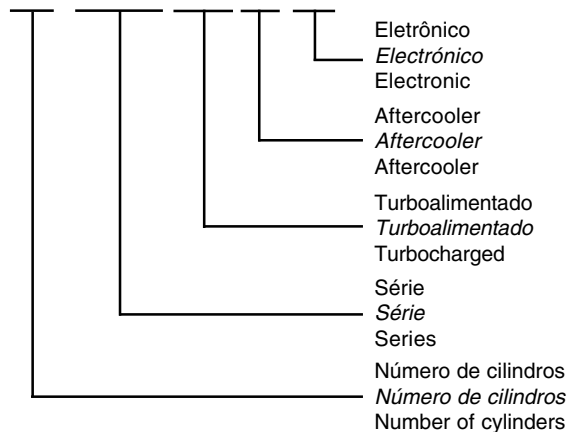 Eletrônico
Electrónico
Electronic
Aftercooler
Aftercooler
Aftercooler
Turboalimentado
Turboalimentado
Turbocharged
Série
Série
Series
Número de cilindros
Número de cilindros
Number of cylinders